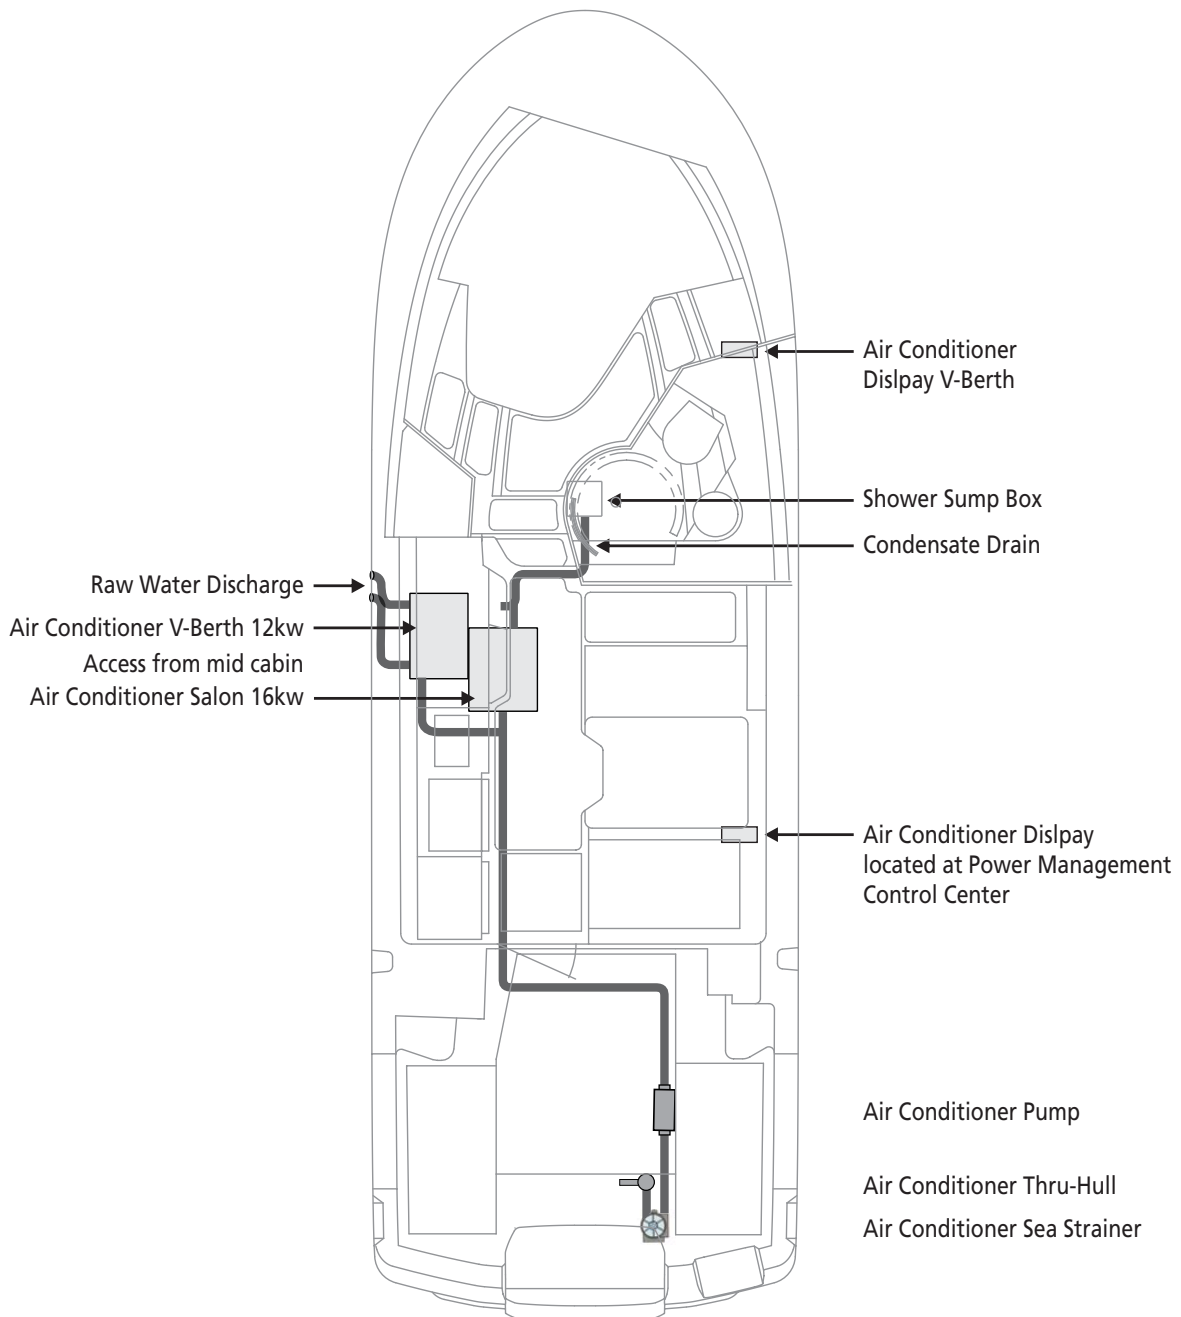 Air Conditioner
Dislpay V-Berth
Shower Sump Box
Condensate Drain
Raw Water Discharge
Air Conditioner V-Berth 12kw
Access from mid cabin
Air Conditioner Salon 16kw
Air Conditioner Dislpay
located at Power Management
Control Center
Air Conditioner Pump
Air Conditioner Thru-Hull
Air Conditioner Sea Strainer